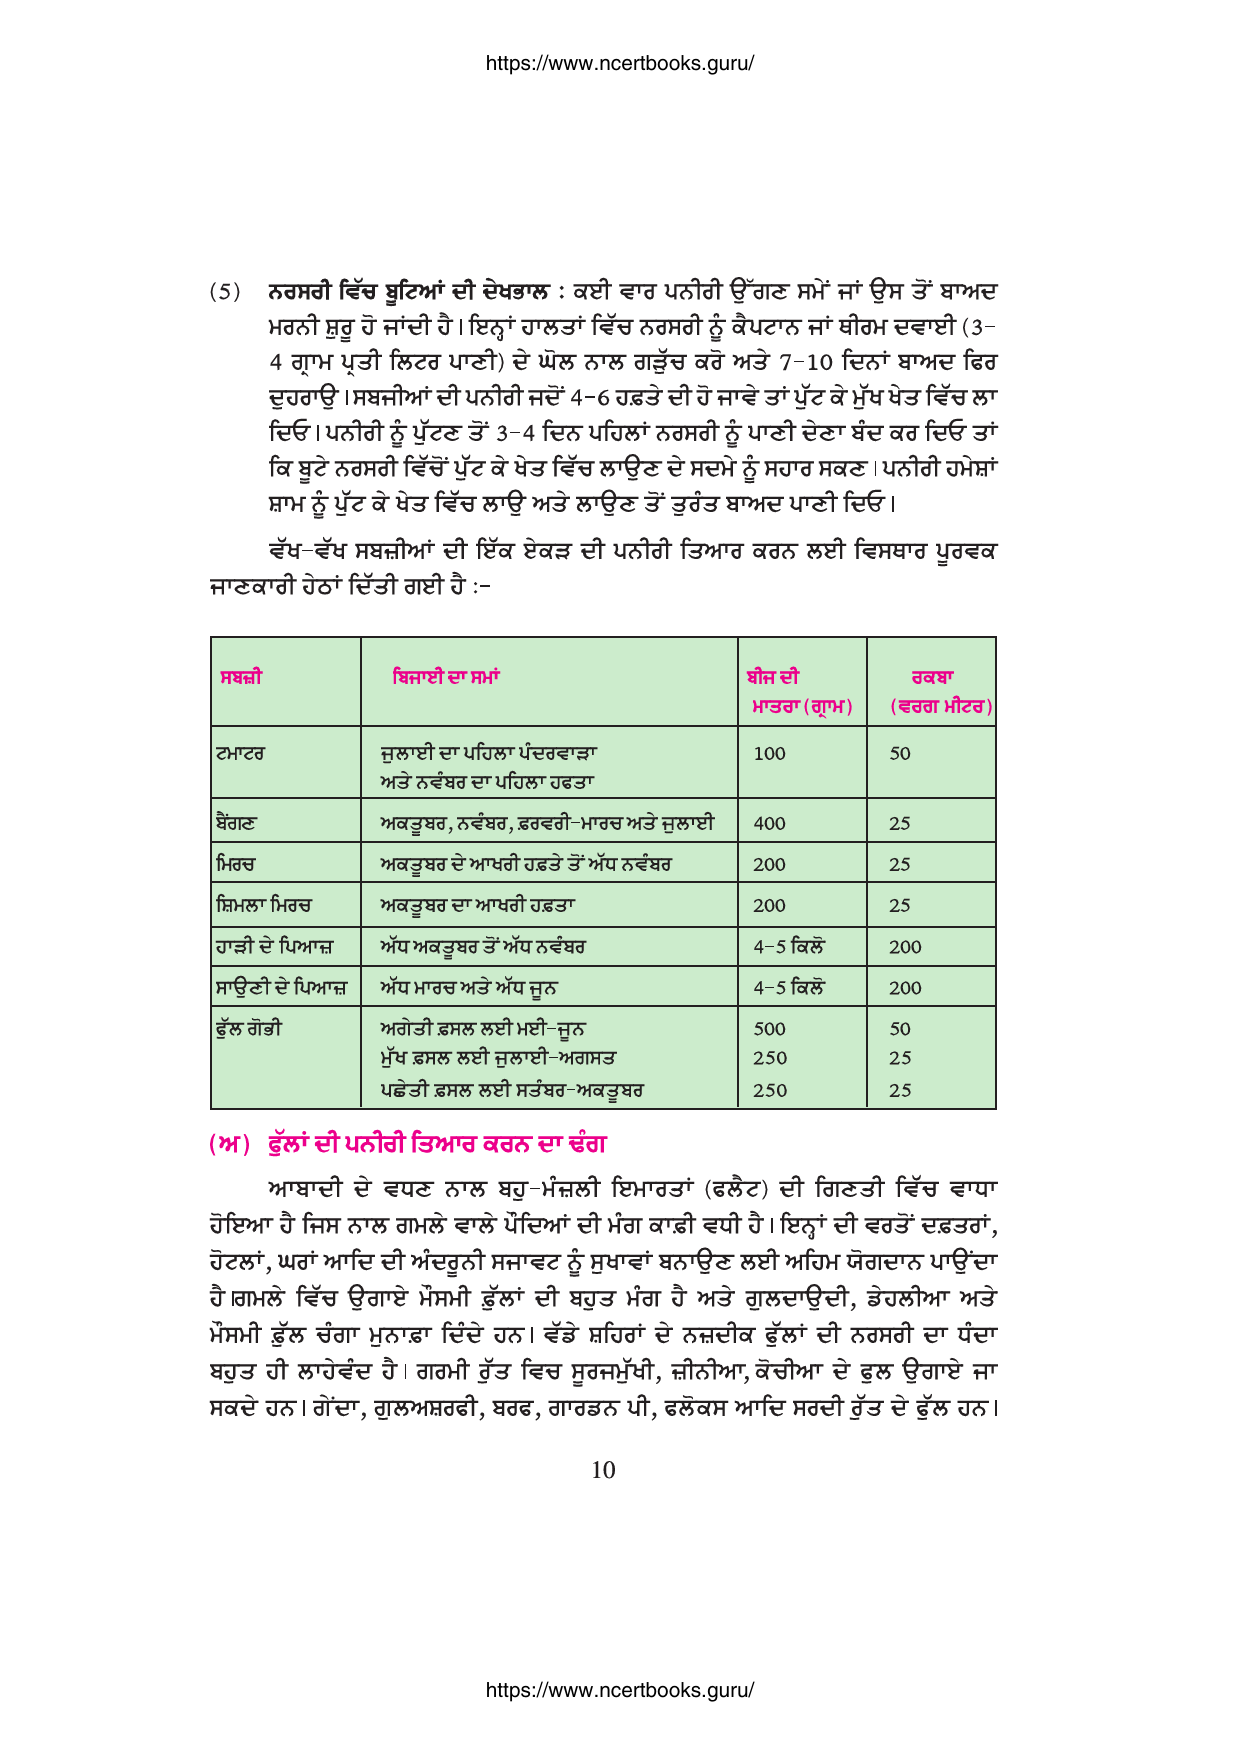 https://www.ncertbooks.guru/
(5) ਨਰਸਰੀ ਵਿੱਚ ਬੂਟਿਆਂ ਦੀ ਦੇਖਭਾਲ : ਕਈ ਵਾਰ ਪਨੀਰੀ ਉੱਗਣ ਸਮੇਂ ਜਾਂ ਉਸ ਤੋਂ ਬਾਅਦ
ਮਰਨੀ ਸ਼ੁਰੂ ਹੋ ਜਾਂਦੀ ਹੈ। ਇਨ੍ਹਾਂ ਹਾਲਤਾਂ ਵਿੱਚ ਨਰਸਰੀ ਨੂੰ ਕੈਪਟਾਨ ਜਾਂ ਥੀਰਮ ਦਵਾਈ (3-
4 ਗ੍ਰਾਮ ਪ੍ਰਤੀ ਲਿਟਰ ਪਾਣੀ) ਦੇ ਘੋਲ ਨਾਲ ਗੜੁੱਚ ਕਰੋ ਅਤੇ 7-10 ਦਿਨਾਂ ਬਾਅਦ ਫਿਰ
ਦੁਹਰਾਉ। ਸਬਜੀਆਂ ਦੀ ਪਨੀਰੀ ਜਦੋਂ 4-6 ਹਫ਼ਤੇ ਦੀ ਹੋ ਜਾਵੇ ਤਾਂ ਪੁੱਟ ਕੇ ਮੁੱਖ ਖੇਤ ਵਿੱਚ ਲਾ
ਦਿਓ। ਪਨੀਰੀ ਨੂੰ ਪੁੱਟਣ ਤੋਂ 3-4 ਦਿਨ ਪਹਿਲਾਂ ਨਰਸਰੀ ਨੂੰ ਪਾਣੀ ਦੇਣਾ ਬੰਦ ਕਰ ਦਿਓ ਤਾਂ
ਕਿ ਬੂਟੇ ਨਰਸਰੀ ਵਿੱਚੋਂ ਪੁੱਟ ਕੇ ਖੇਤ ਵਿੱਚ ਲਾਉਣ ਦੇ ਸਦਮੇ ਨੂੰ ਸਹਾਰ ਸਕਣ। ਪਨੀਰੀ ਹਮੇਸ਼ਾਂ
ਸ਼ਾਮ ਨੂੰ ਪੁੱਟ ਕੇ ਖੇਤ ਵਿੱਚ ਲਾਉ ਅਤੇ ਲਾਉਣ ਤੋਂ ਤੁਰੰਤ ਬਾਅਦ ਪਾਣੀ ਦਿਓ।
ਵੱਖ-ਵੱਖ ਸਬਜ਼ੀਆਂ ਦੀ ਇੱਕ ਏਕੜ ਦੀ ਪਨੀਰੀ ਤਿਆਰ ਕਰਨ ਲਈ ਵਿਸਥਾਰ ਪੂਰਵਕ
ਜਾਣਕਾਰੀ ਹੇਠਾਂ ਦਿੱਤੀ ਗਈ ਹੈ :-
ਸਬਜ਼ੀ ਬਿਜਾਈ ਦਾ ਸਮਾਂ ਬੀਜ ਦੀ ਰਕਬਾ
ਮਾਤਰਾ (ਗ੍ਰਾਮ) (ਵਰਗ ਮੀਟਰ)
ਟਮਾਟਰ ਜੁਲਾਈ ਦਾ ਪਹਿਲਾ ਪੰਦਰਵਾੜਾ 100 50
ਅਤੇ ਨਵੰਬਰ ਦਾ ਪਹਿਲਾ ਹਫਤਾ
ਬੈਂਗਣ ਅਕਤੂਬਰ, ਨਵੰਬਰ, ਫ਼ਰਵਰੀ-ਮਾਰਚ ਅਤੇ ਜੁਲਾਈ 400 25
ਮਿਰਚ ਅਕਤੂਬਰ ਦੇ ਆਖਰੀ ਹਫ਼ਤੇ ਤੋਂ ਅੱਧ ਨਵੰਬਰ 200 25
ਸ਼ਿਮਲਾ ਮਿਰਚ ਅਕਤੂਬਰ ਦਾ ਆਖਰੀ ਹਫ਼ਤਾ 200 25
ਹਾੜੀ ਦੇ ਪਿਆਜ਼ ਅੱਧ ਅਕਤੂਬਰ ਤੋਂ ਅੱਧ ਨਵੰਬਰ 4-5 ਕਿਲੋ 200
ਸਾਉਣੀ ਦੇ ਪਿਆਜ਼ ਅੱਧ ਮਾਰਚ ਅਤੇ ਅੱਧ ਜੂਨ 4-5 ਕਿਲੋ 200
ਫੁੱਲ ਗੋਭੀ ਅਗੇਤੀ ਫ਼ਸਲ ਲਈ ਮਈ-ਜੂਨ 500 50
ਮੁੱਖ ਫ਼ਸਲ ਲਈ ਜੁਲਾਈ-ਅਗਸਤ 250 25
ਪਛੇਤੀ ਫ਼ਸਲ ਲਈ ਸਤੰਬਰ-ਅਕਤੂਬਰ 250 25
(ਅ) ਫੁੱਲਾਂ ਦੀ ਪਨੀਰੀ ਤਿਆਰ ਕਰਨ ਦਾ ਢੰਗ
ਆਬਾਦੀ ਦੇ ਵਧਣ ਨਾਲ ਬਹੁ-ਮੰਜ਼ਲੀ ਇਮਾਰਤਾਂ (ਫਲੈਟ) ਦੀ ਗਿਣਤੀ ਵਿੱਚ ਵਾਧਾ
ਹੋਇਆ ਹੈ ਜਿਸ ਨਾਲ ਗਮਲੇ ਵਾਲੇ ਪੌਦਿਆਂ ਦੀ ਮੰਗ ਕਾਫ਼ੀ ਵਧੀ ਹੈ। ਇਨ੍ਹਾਂ ਦੀ ਵਰਤੋਂ ਦਫ਼ਤਰਾਂ,
ਹੋਟਲਾਂ, ਘਰਾਂ ਆਦਿ ਦੀ ਅੰਦਰੂਨੀ ਸਜਾਵਟ ਨੂੰ ਸੁਖਾਵਾਂ ਬਨਾਉਣ ਲਈ ਅਹਿਮ ਯੋਗਦਾਨ ਪਾਉਂਦਾ
ਹੈ।ਗਮਲੇ ਵਿੱਚ ਉਗਾਏ ਮੌਸਮੀ ਫ਼ੁੱਲਾਂ ਦੀ ਬਹੁਤ ਮੰਗ ਹੈ ਅਤੇ ਗੁਲਦਾਉਦੀ, ਡੇਹਲੀਆ ਅਤੇ
ਮੌਸਮੀ ਫ਼ੁੱਲ ਚੰਗਾ ਮੁਨਾਫ਼ਾ ਦਿੰਦੇ ਹਨ। ਵੱਡੇ ਸ਼ਹਿਰਾਂ ਦੇ ਨਜ਼ਦੀਕ ਫੁੱਲਾਂ ਦੀ ਨਰਸਰੀ ਦਾ ਧੰਦਾ
ਬਹੁਤ ਹੀ ਲਾਹੇਵੰਦ ਹੈ। ਗਰਮੀ ਰੁੱਤ ਵਿਚ ਸੂਰਜਮੁੱਖੀ, ਜ਼ੀਨੀਆ, ਕੋਚੀਆ ਦੇ ਫੁਲ ਉਗਾਏ ਜਾ
ਸਕਦੇ ਹਨ। ਗੇਂਦਾ, ਗੁਲਅਸ਼ਰਫੀ, ਬਰਫ, ਗਾਰਡਨ ਪੀ, ਫਲੋਕਸ ਆਦਿ ਸਰਦੀ ਰੁੱਤ ਦੇ ਫੁੱਲ ਹਨ।
10
https://www.ncertbooks.guru/